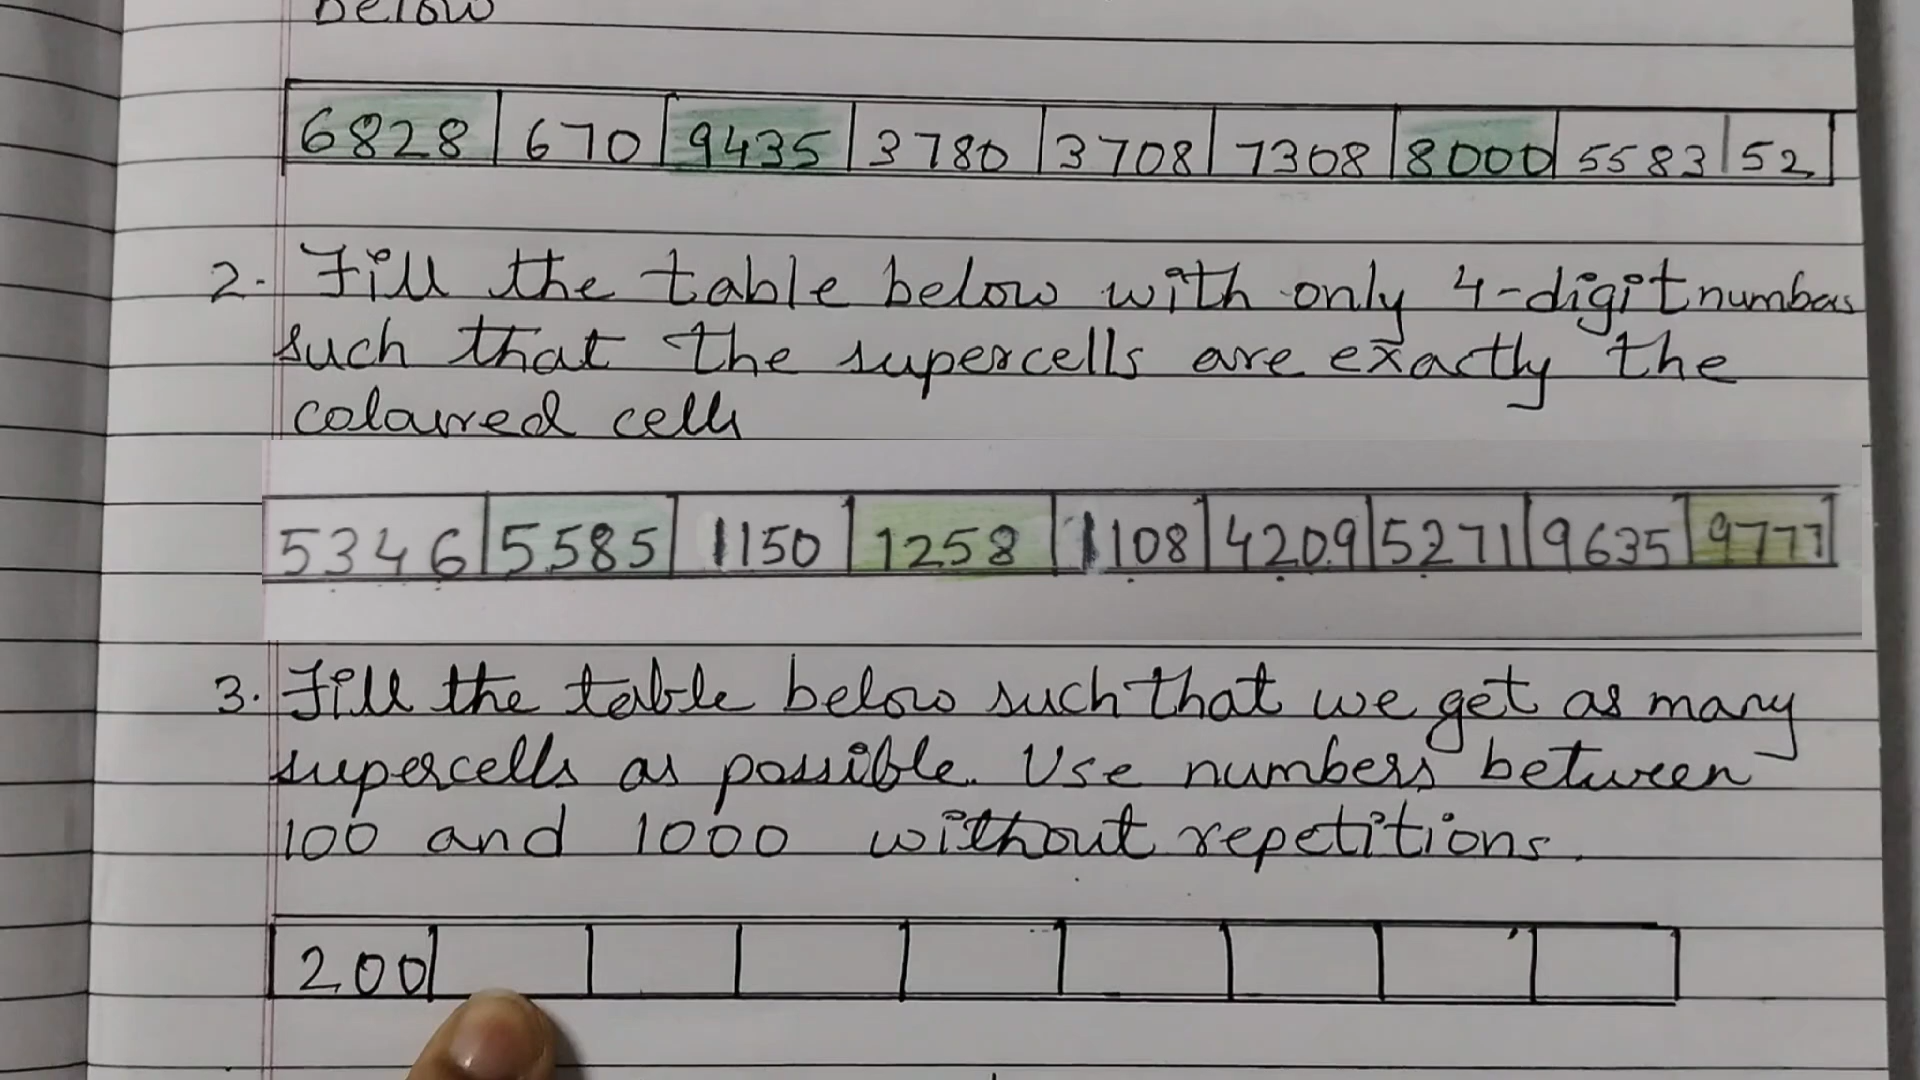 below
6828 670 9435 3780 3708 7308 8000 5583 52
2. Fill the table below with only 4-digit numbers
such that the supercells are exactly the
coloured cells
5346 5585 1150 1258 1108 4209 5271 9635 9777
3. Fill the table below such that we get as many
supercells as possible. Use numbers between
100 and 1000 without repetitions.
200